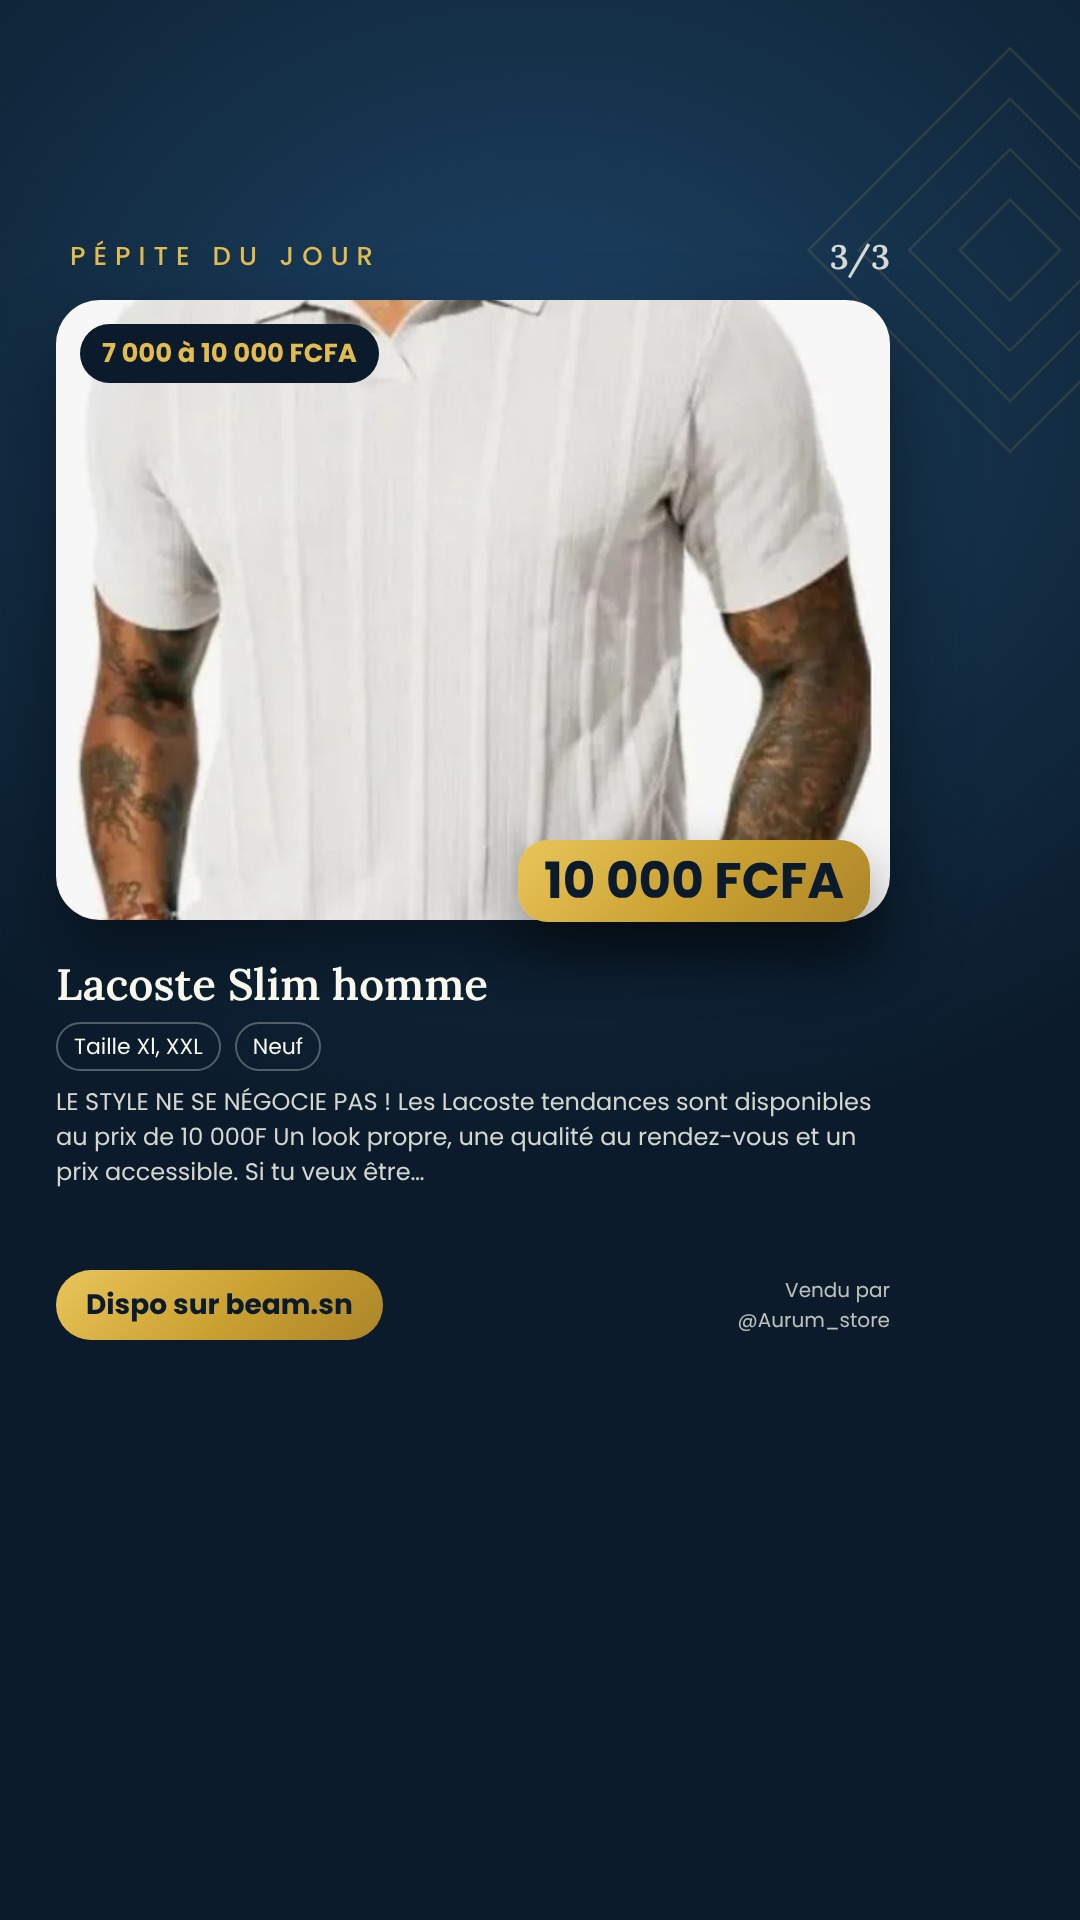 PÉPITE DU JOUR
3/3
7 000 à 10 000 FCFA
10 000 FCFA
Lacoste Slim homme
Taille Xl, XXL
Neuf
LE STYLE NE SE NÉGOCIE PAS ! Les Lacoste tendances sont disponibles
au prix de 10 000F Un look propre, une qualité au rendez-vous et un
prix accessible. Si tu veux être...
Dispo sur beam.sn
Vendu par
@Aurum_store